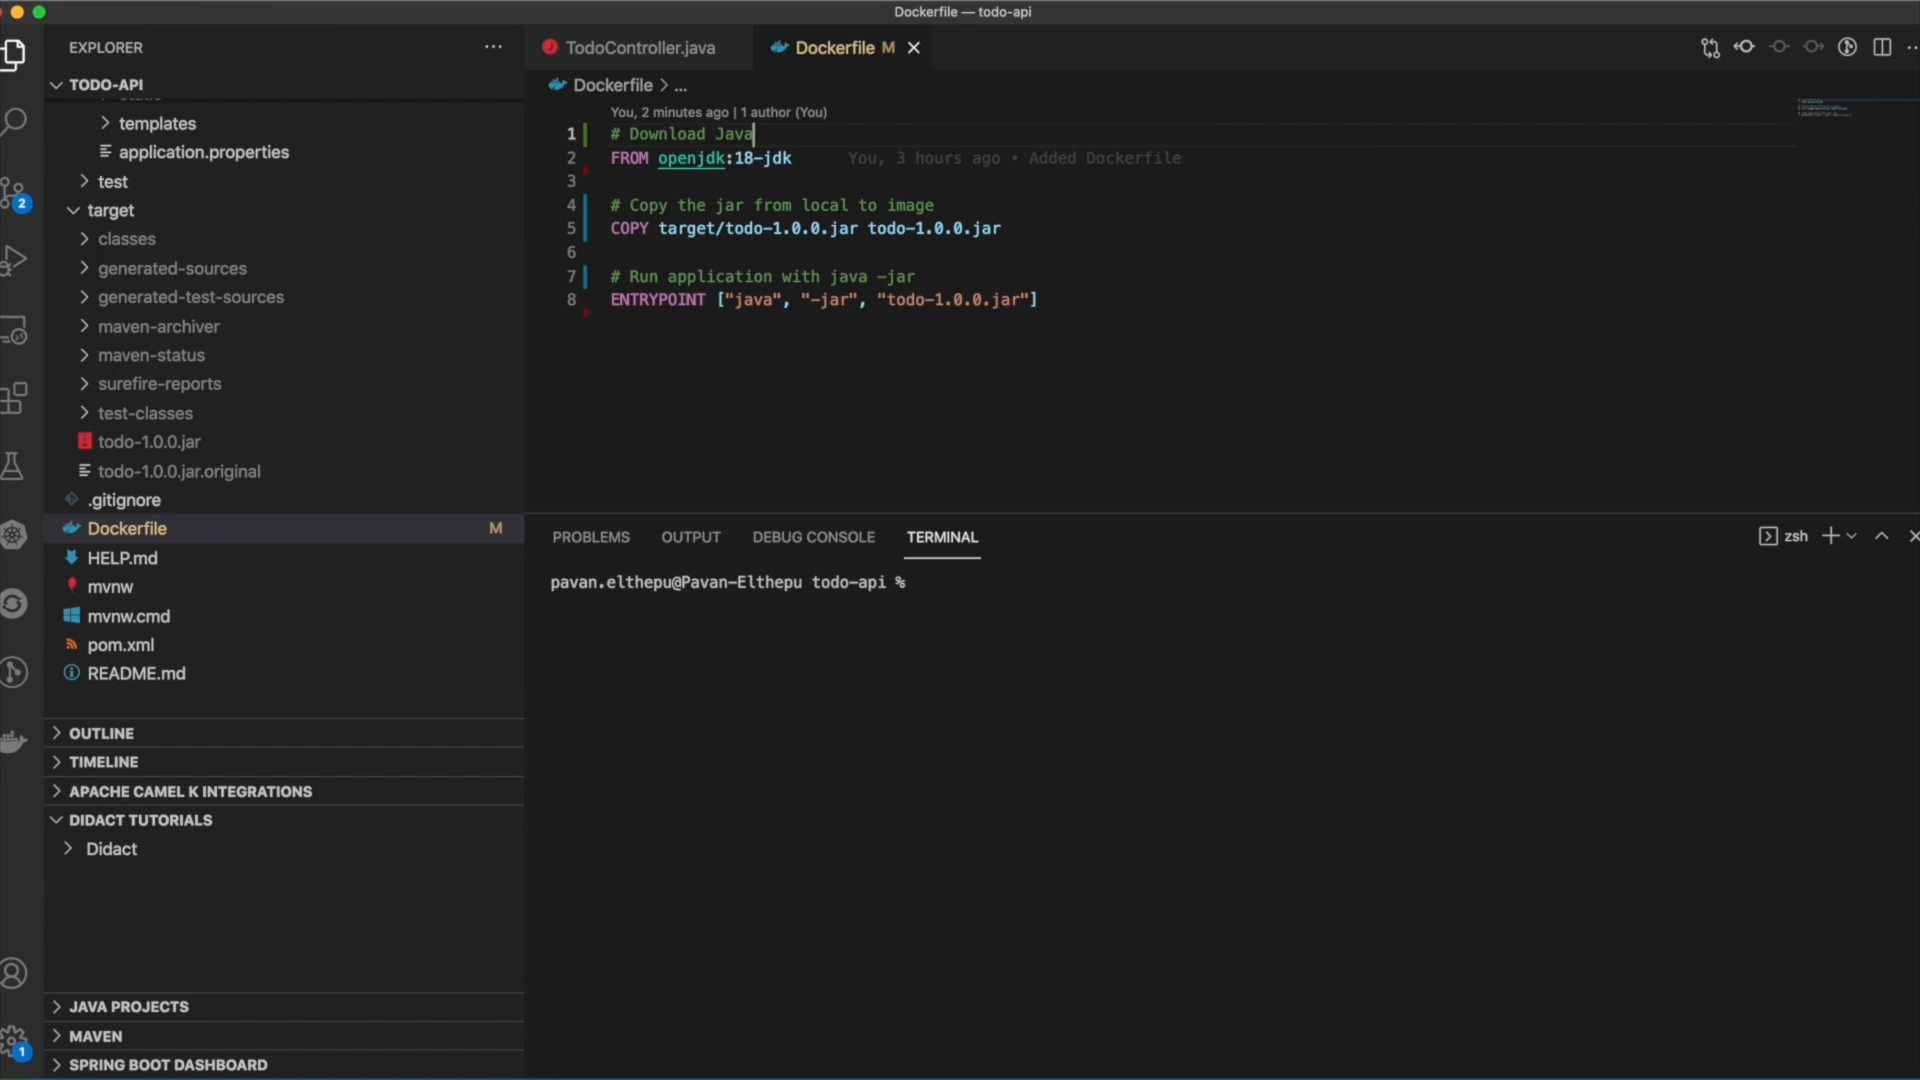 Dockerfile — todo-api
EXPLORER
TODO-API
templates
application.properties
test
target
classes
generated-sources
generated-test-sources
maven-archiver
maven-status
surefire-reports
test-classes
todo-1.0.0.jar
todo-1.0.0.jar.original
.gitignore
Dockerfile M
HELP.md
mvnw
mvnw.cmd
pom.xml
README.md
OUTLINE
TIMELINE
APACHE CAMEL K INTEGRATIONS
DIDACT TUTORIALS
Didact
JAVA PROJECTS
MAVEN
SPRING BOOT DASHBOARD
2
1
TodoController.java
Dockerfile M
Dockerfile > ...
You, 2 minutes ago | 1 author (You)
1 # Download Java
2 FROM openjdk:18-jdk You, 3 hours ago • Added Dockerfile
3
4 # Copy the jar from local to image
5 COPY target/todo-1.0.0.jar todo-1.0.0.jar
6
7 # Run application with java -jar
8 ENTRYPOINT ["java", "-jar", "todo-1.0.0.jar"]
PROBLEMS OUTPUT DEBUG CONSOLE TERMINAL
zsh
pavan.elthepu@Pavan-Elthepu todo-api %